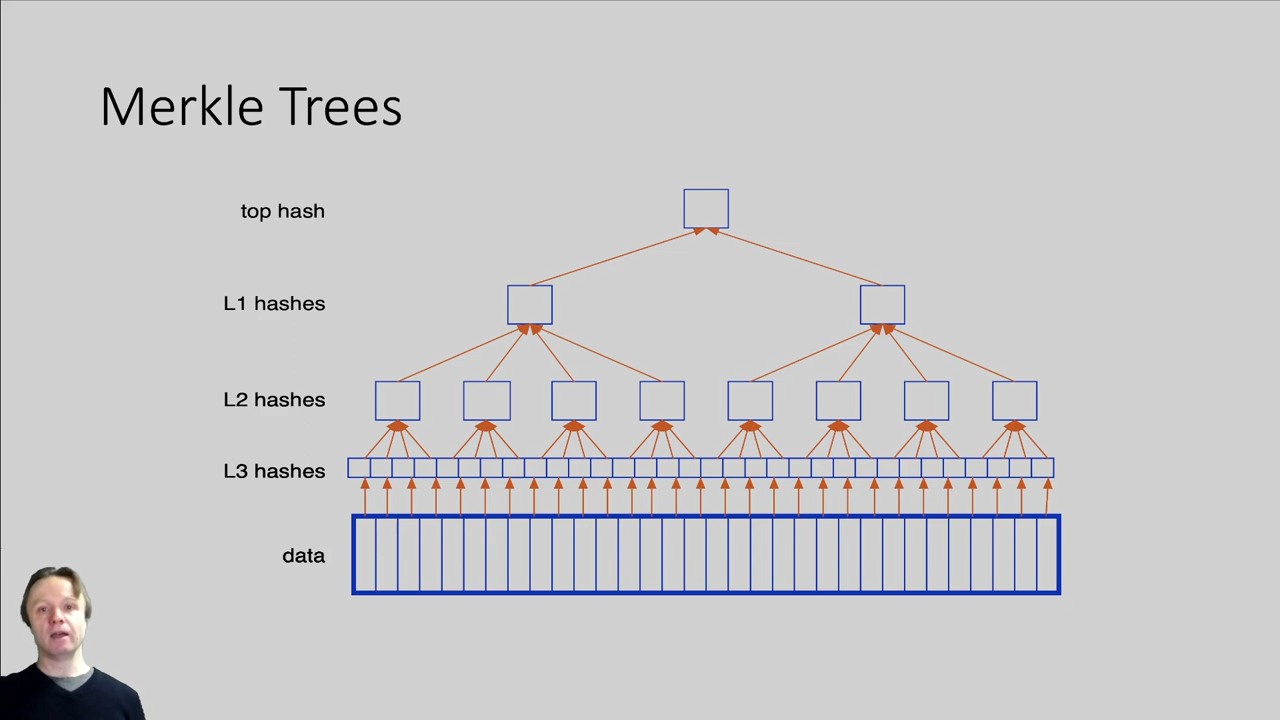 Merkle Trees
top hash
L1 hashes
L2 hashes
L3 hashes
data